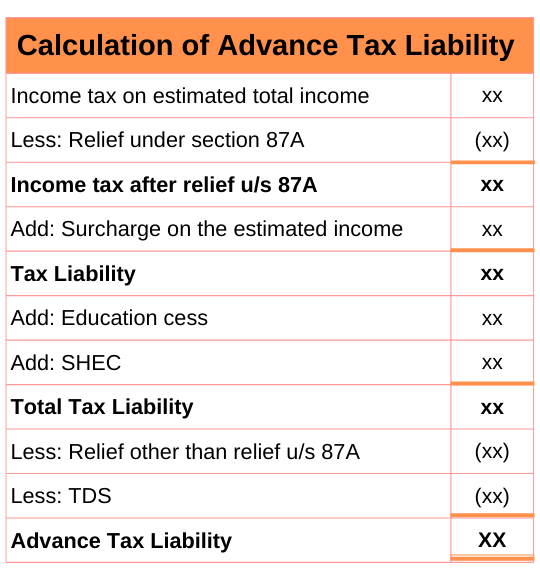 Calculation of Advance Tax Liability
Income tax on estimated total income xx
Less: Relief under section 87A (xx)
Income tax after relief u/s 87A xx
Add: Surcharge on the estimated income xx
Tax Liability xx
Add: Education cess xx
Add: SHEC xx
Total Tax Liability xx
Less: Relief other than relief u/s 87A (xx)
Less: TDS (xx)
Advance Tax Liability XX